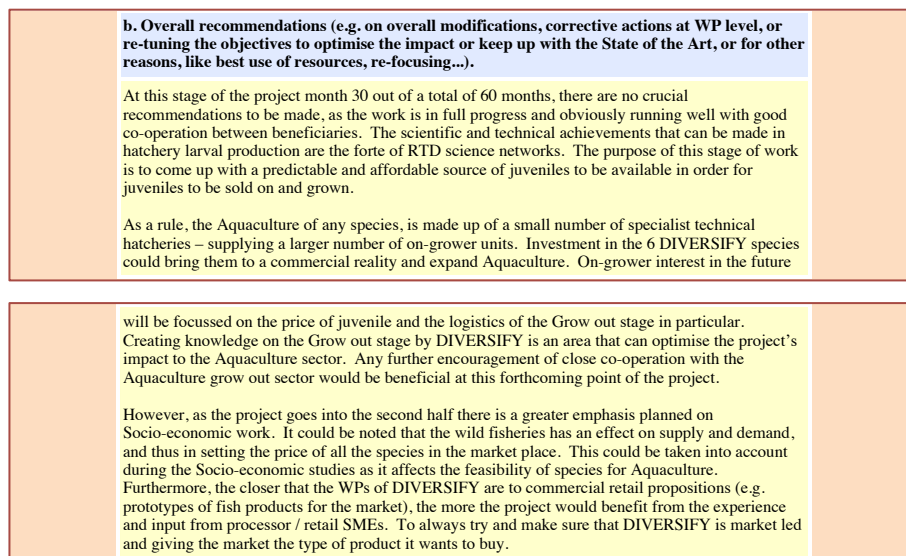 b. Overall recommendations (e.g. on overall modifications, corrective actions at WP level, or
re-tuning the objectives to optimise the impact or keep up with the State of the Art, or for other
reasons, like best use of resources, re-focusing...).
At this stage of the project month 30 out of a total of 60 months, there are no crucial
recommendations to be made, as the work is in full progress and obviously running well with good
co-operation between beneficiaries.  The scientific and technical achievements that can be made in
hatchery larval production are the forte of RTD science networks.  The purpose of this stage of work
is to come up with a predictable and affordable source of juveniles to be available in order for
juveniles to be sold on and grown.
As a rule, the Aquaculture of any species, is made up of a small number of specialist technical
hatcheries – supplying a larger number of on-grower units.  Investment in the 6 DIVERSIFY species
could bring them to a commercial reality and expand Aquaculture.  On-grower interest in the future
will be focussed on the price of juvenile and the logistics of the Grow out stage in particular.
Creating knowledge on the Grow out stage by DIVERSIFY is an area that can optimise the project's
impact to the Aquaculture sector.  Any further encouragement of close co-operation with the
Aquaculture grow out sector would be beneficial at this forthcoming point of the project.
However, as the project goes into the second half there is a greater emphasis planned on
Socio-economic work.  It could be noted that the wild fisheries has an effect on supply and demand,
and thus in setting the price of all the species in the market place.  This could be taken into account
during the Socio-economic studies as it affects the feasibility of species for Aquaculture.
Furthermore, the closer that the WPs of DIVERSIFY are to commercial retail propositions (e.g.
prototypes of fish products for the market), the more the project would benefit from the experience
and input from processor / retail SMEs.  To always try and make sure that DIVERSIFY is market led
and giving the market the type of product it wants to buy.